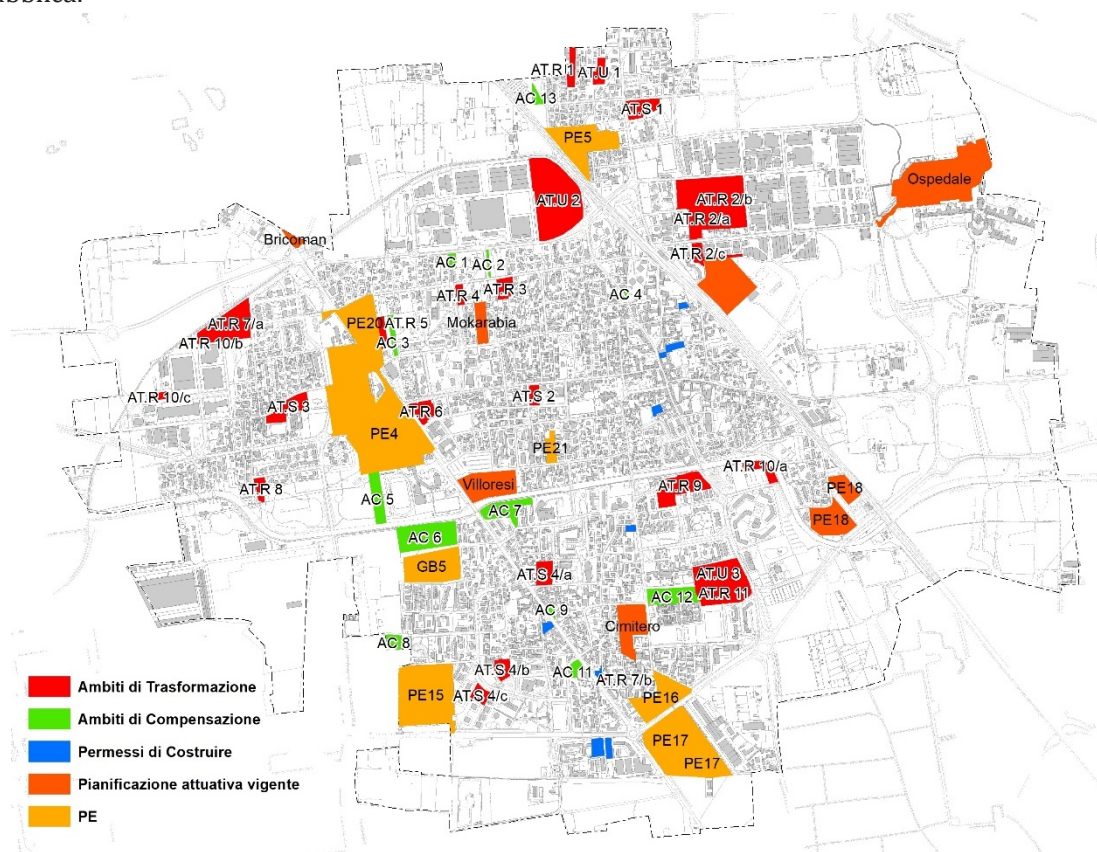 AT.R 1
AT.U 1
AC 13
AT.S 1
PE5
Ospedale
AT.U 2
AT.R 2/b
AT.R 2/a
Bricoman
AT.R 2/c
AC 1
AC 2
AT.R 4
AT.R 3
AC 4
Mokarabia
AT.R 7/a
PE20
AT.R 5
AT.R 10/b
AC 3
AT.R 10/c
AT.S 3
AT.S 2
AT.R 6
PE4
PE21
AT.R 10/a
AT.R 8
Villoresi
AT.R 9
PE18
AC 5
AC 7
PE18
AC 6
GB5
AT.S 4/a
AT.U 3
AT.R 11
AC 12
AC 9
Cimitero
AC 8
AT.S 4/b
AC 11
AT.R 7/b
AT.S 4/c
PE15
PE16
PE17
PE17
Ambiti di Trasformazione
Ambiti di Compensazione
Permessi di Costruire
Pianificazione attuativa vigente
PE